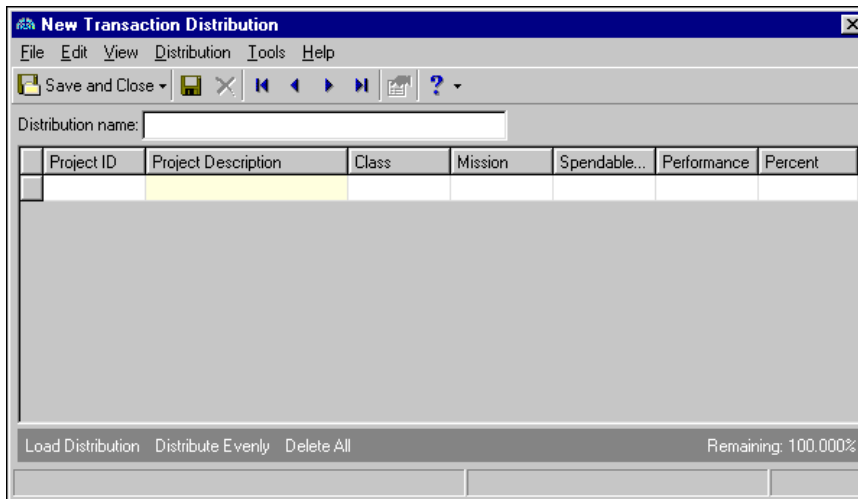 New Transaction Distribution
File Edit View Distribution Tools Help
Save and Close ?
Distribution name:
Project ID Project Description Class Mission Spendable... Performance Percent
Load Distribution Distribute Evenly Delete All Remaining: 100.000%